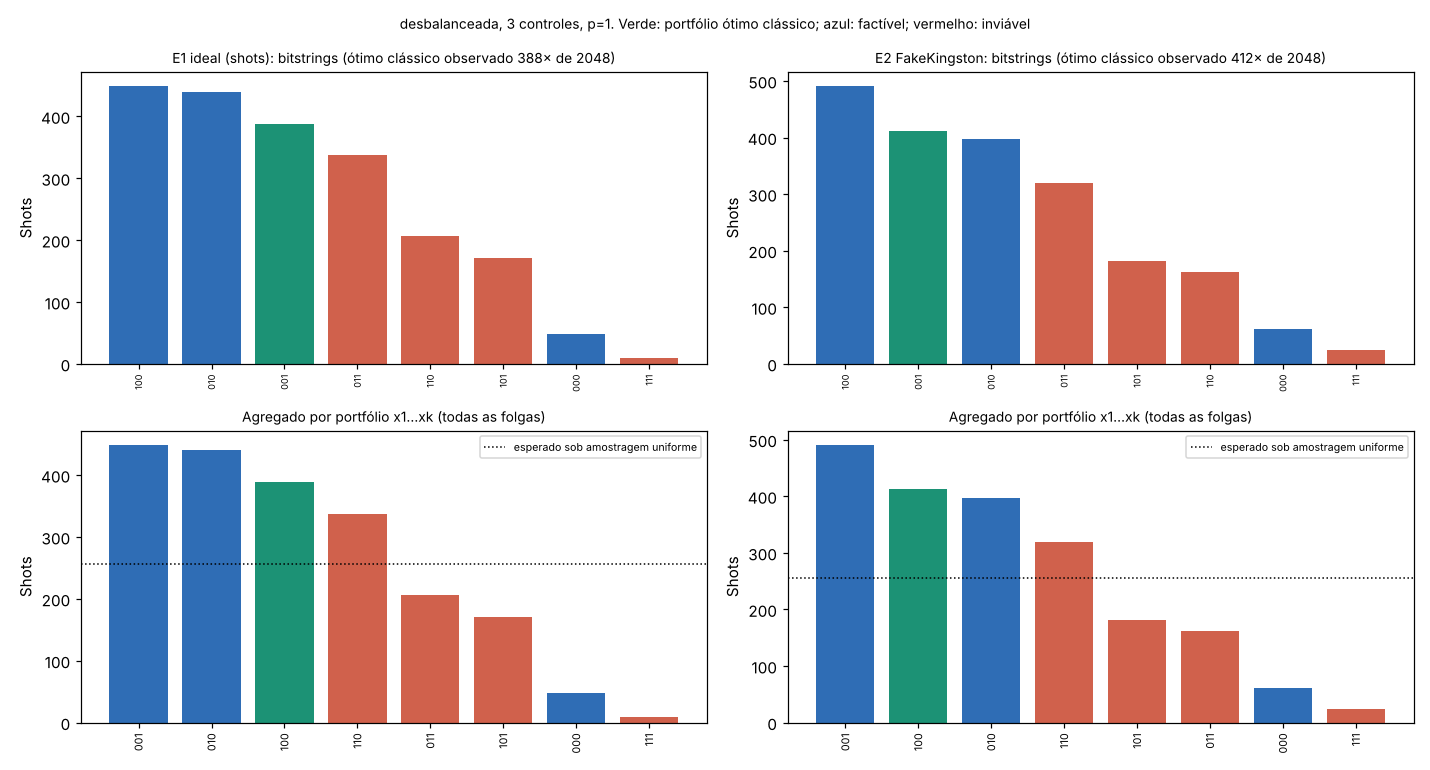 desbalanceada, 3 controles, p=1. Verde: portfólio ótimo clássico; azul: factível; vermelho: inviável
E1 ideal (shots): bitstrings (ótimo clássico observado 388× de 2048)
Shots
400
300
200
100
0
100 010 001 011 110 101 000 111
E2 FakeKingston: bitstrings (ótimo clássico observado 412× de 2048)
Shots
500
400
300
200
100
0
100 001 010 011 101 110 000 111
Agregado por portfólio x1...xk (todas as folgas)
esperado sob amostragem uniforme
Shots
400
300
200
100
0
001 010 100 110 011 101 000 111
Agregado por portfólio x1...xk (todas as folgas)
esperado sob amostragem uniforme
Shots
500
400
300
200
100
0
001 100 010 110 101 011 000 111